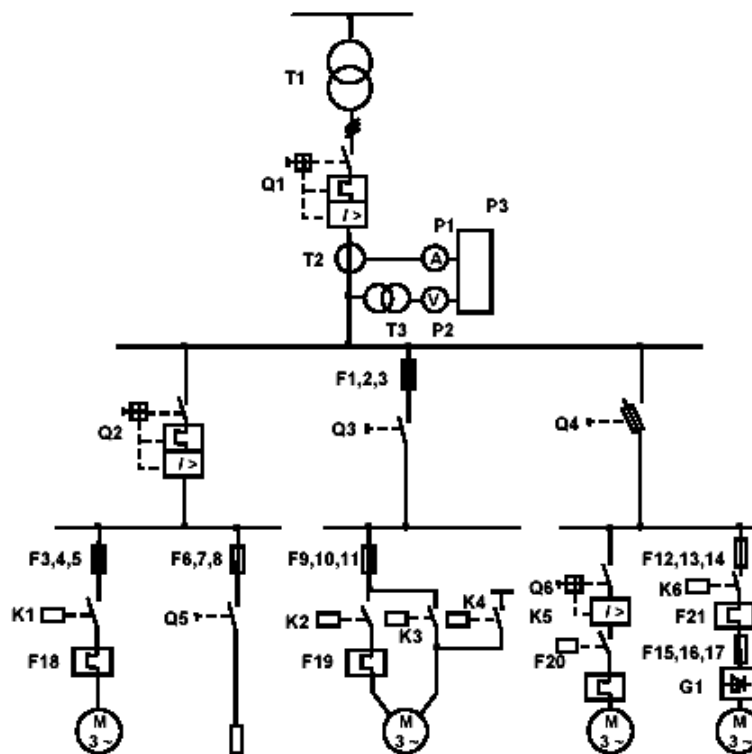 T1
Q1
I >
P3
P1
T2
A
V
T3
P2
F1,2,3
Q2
I >
Q3
Q4
F3,4,5
F6,7,8
F9,10,11
F12,13,14
Q6
K6
K1
Q5
K2
K3
K4
K5
I >
F21
F18
F19
F20
F15,16,17
G1
M
3 ~
M
3 ~
M
3 ~
M
3 ~